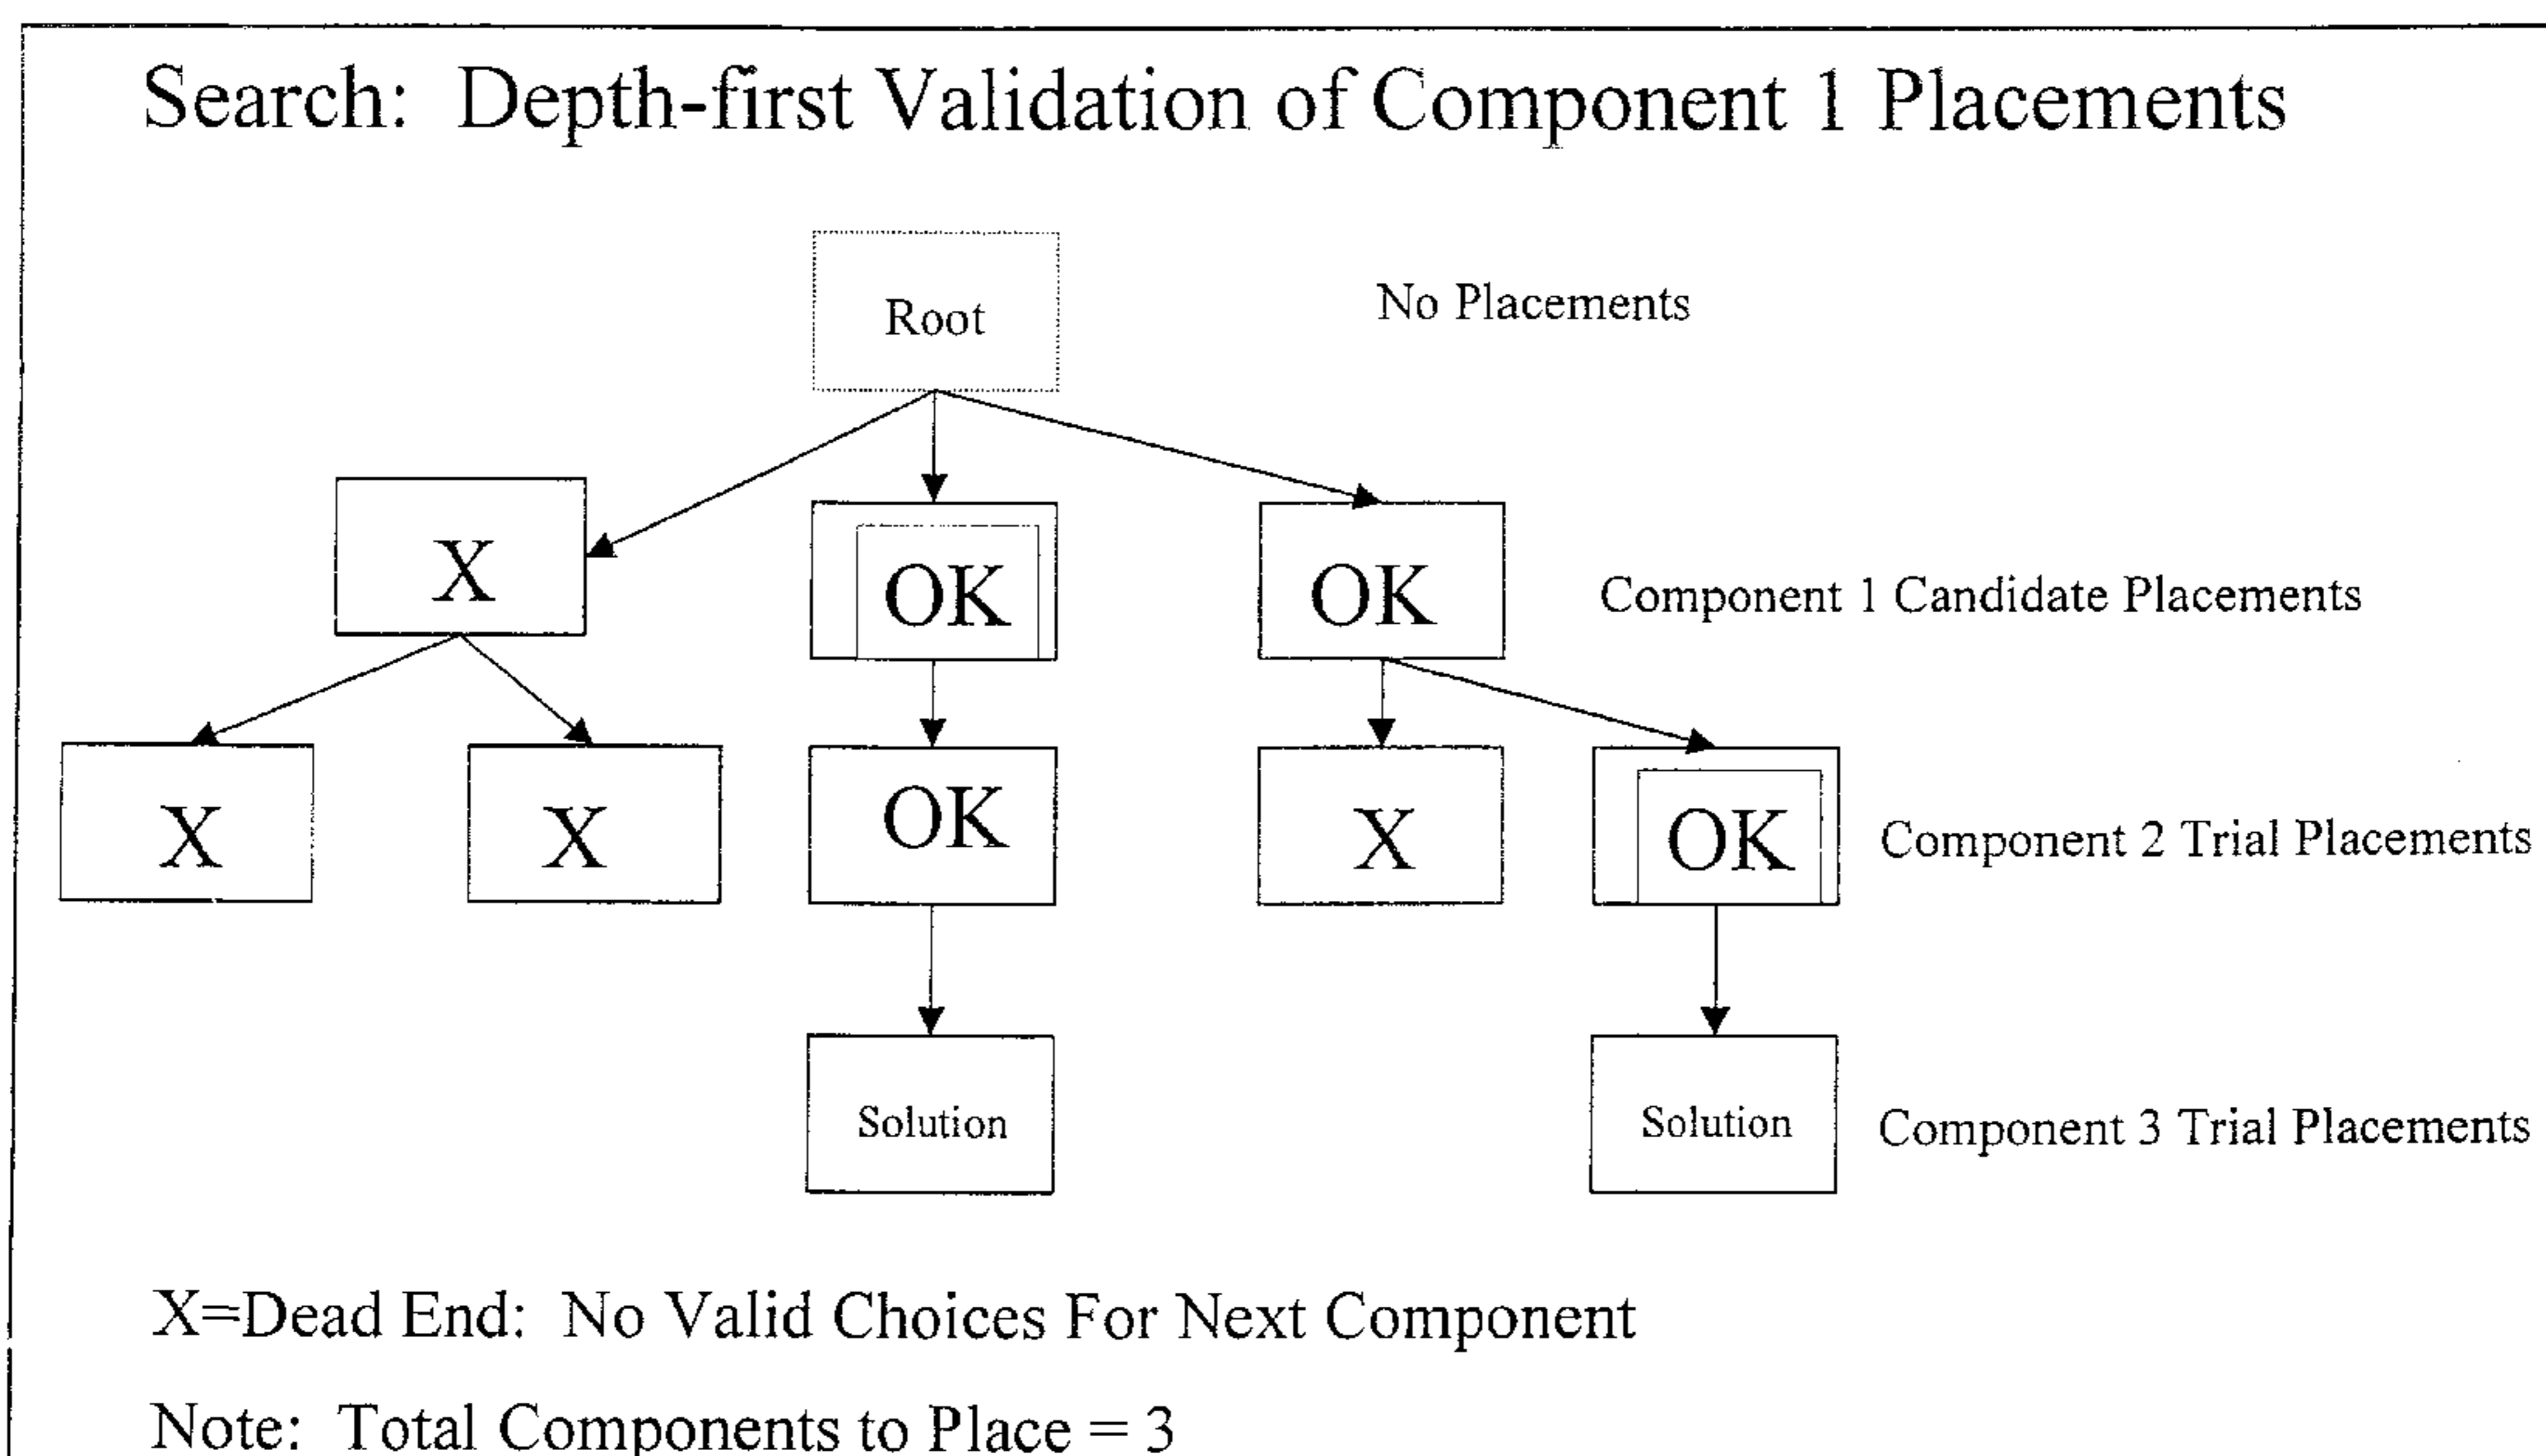 Search: Depth-first Validation of Component 1 Placements
Root
No Placements
X
OK
OK
Component 1 Candidate Placements
X
X
OK
X
OK
Component 2 Trial Placements
Solution
Solution
Component 3 Trial Placements
X=Dead End: No Valid Choices For Next Component
Note: Total Components to Place = 3